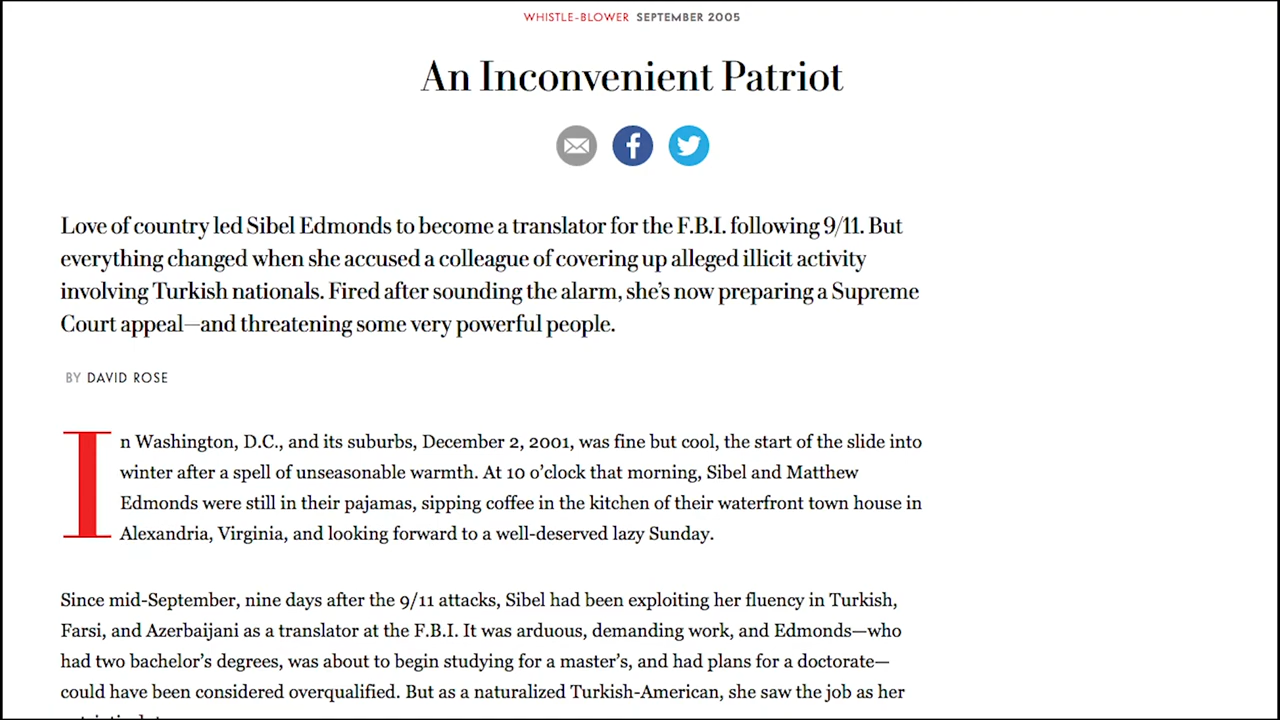 WHISTLE-BLOWER SEPTEMBER 2005
An Inconvenient Patriot
Love of country led Sibel Edmonds to become a translator for the F.B.I. following 9/11. But
everything changed when she accused a colleague of covering up alleged illicit activity
involving Turkish nationals. Fired after sounding the alarm, she's now preparing a Supreme
Court appeal—and threatening some very powerful people.
BY DAVID ROSE
In Washington, D.C., and its suburbs, December 2, 2001, was fine but cool, the start of the slide into
winter after a spell of unseasonable warmth. At 10 o'clock that morning, Sibel and Matthew
Edmonds were still in their pajamas, sipping coffee in the kitchen of their waterfront town house in
Alexandria, Virginia, and looking forward to a well-deserved lazy Sunday.
Since mid-September, nine days after the 9/11 attacks, Sibel had been exploiting her fluency in Turkish,
Farsi, and Azerbaijani as a translator at the F.B.I. It was arduous, demanding work, and Edmonds—who
had two bachelor's degrees, was about to begin studying for a master's, and had plans for a doctorate—
could have been considered overqualified. But as a naturalized Turkish-American, she saw the job as her